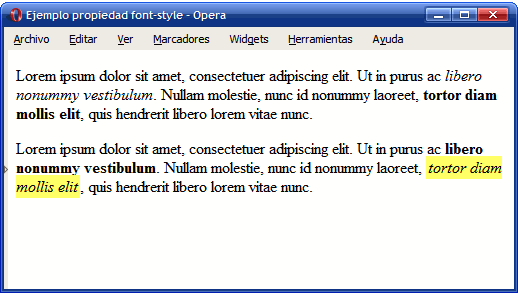 Ejemplo propiedad font-style - Opera
Archivo Editar Ver Marcadores Widgets Herramientas Ayuda
Lorem ipsum dolor sit amet, consectetuer adipiscing elit. Ut in purus ac libero
nonummy vestibulum. Nullam molestie, nunc id nonummy laoreet, tortor diam
mollis elit, quis hendrerit libero lorem vitae nunc.
Lorem ipsum dolor sit amet, consectetuer adipiscing elit. Ut in purus ac libero
nonummy vestibulum. Nullam molestie, nunc id nonummy laoreet, tortor diam
mollis elit, quis hendrerit libero lorem vitae nunc.